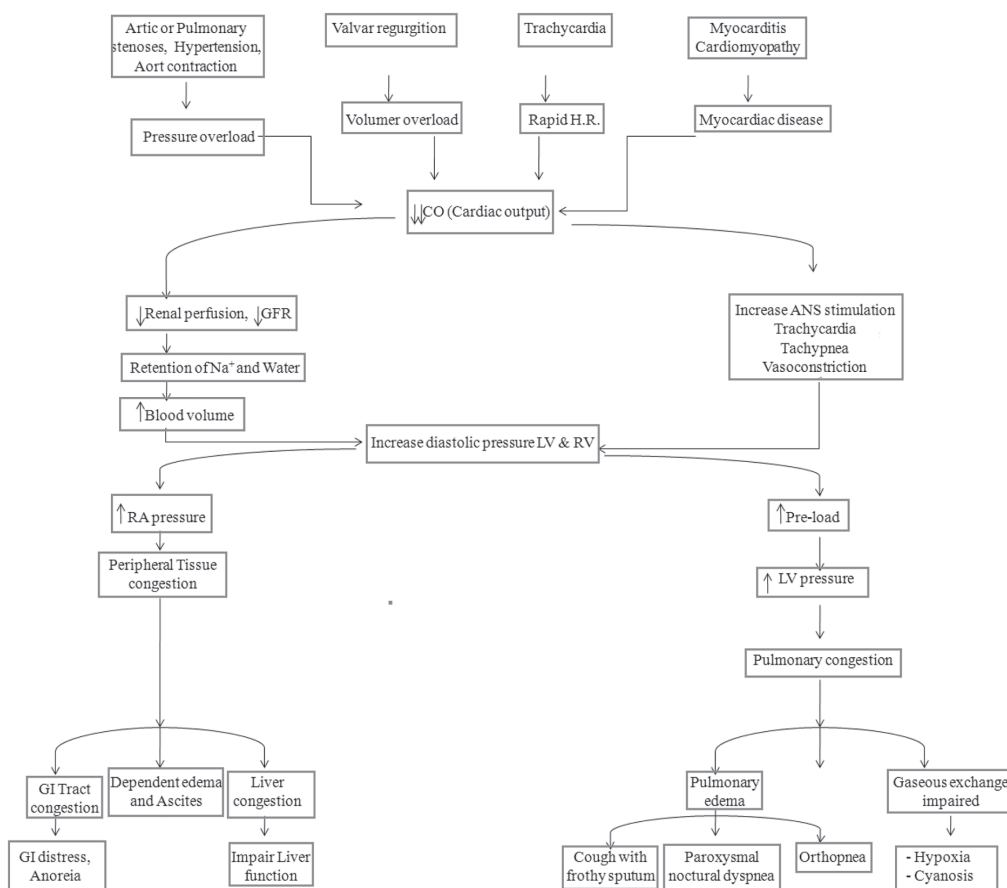 Artic or Pulmonary
stenoses, Hypertension,
Aort contraction
Valvar regurgition
Trachycardia
Myocarditis
Cardiomyopathy
Pressure overload
Volumer overload
Rapid H.R.
Myocardiac disease
↓↓CO (Cardiac output)
↓Renal perfusion, ↓GFR
Increase ANS stimulation
Trachycardia
Tachypnea
Vasoconstriction
Retention of Na⁺ and Water
↑Blood volume
Increase diastolic pressure LV & RV
↑RA pressure
↑Pre-load
Peripheral Tissue
congestion
↑ LV pressure
Pulmonary congestion
GI Tract
congestion
Dependent edema
and Ascites
Liver
congestion
Pulmonary
edema
Gaseous exchange
impaired
GI distress,
Anoreia
Impair Liver
function
Cough with
frothy sputum
Paroxysmal
noctural dyspnea
Orthopnea
- Hypoxia
- Cyanosis